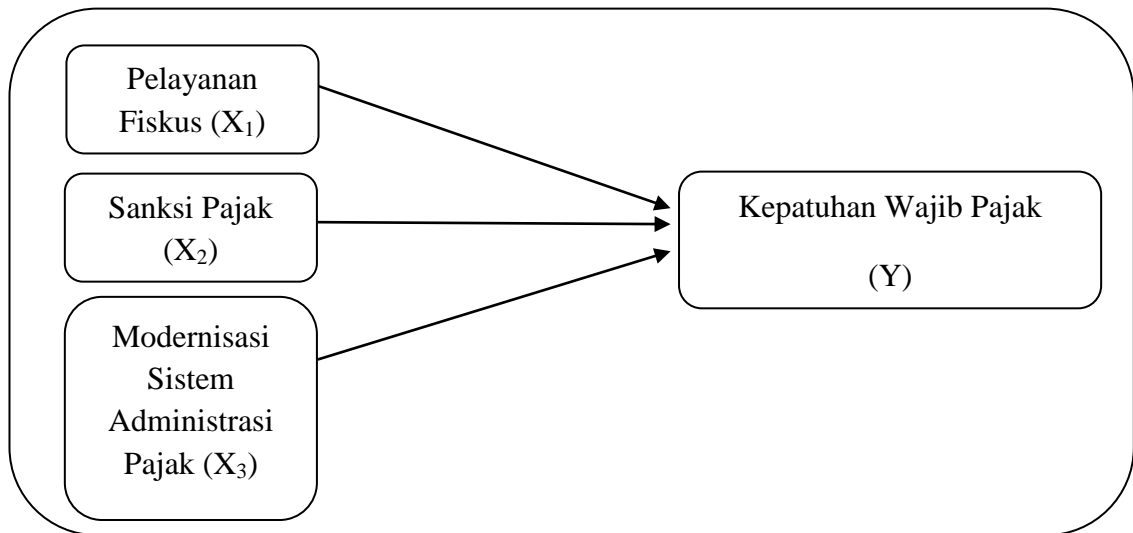 Pelayanan
Fiskus (X₁)
Sanksi Pajak
(X₂)
Modernisasi
Sistem
Administrasi
Pajak (X₃)
Kepatuhan Wajib Pajak
(Y)